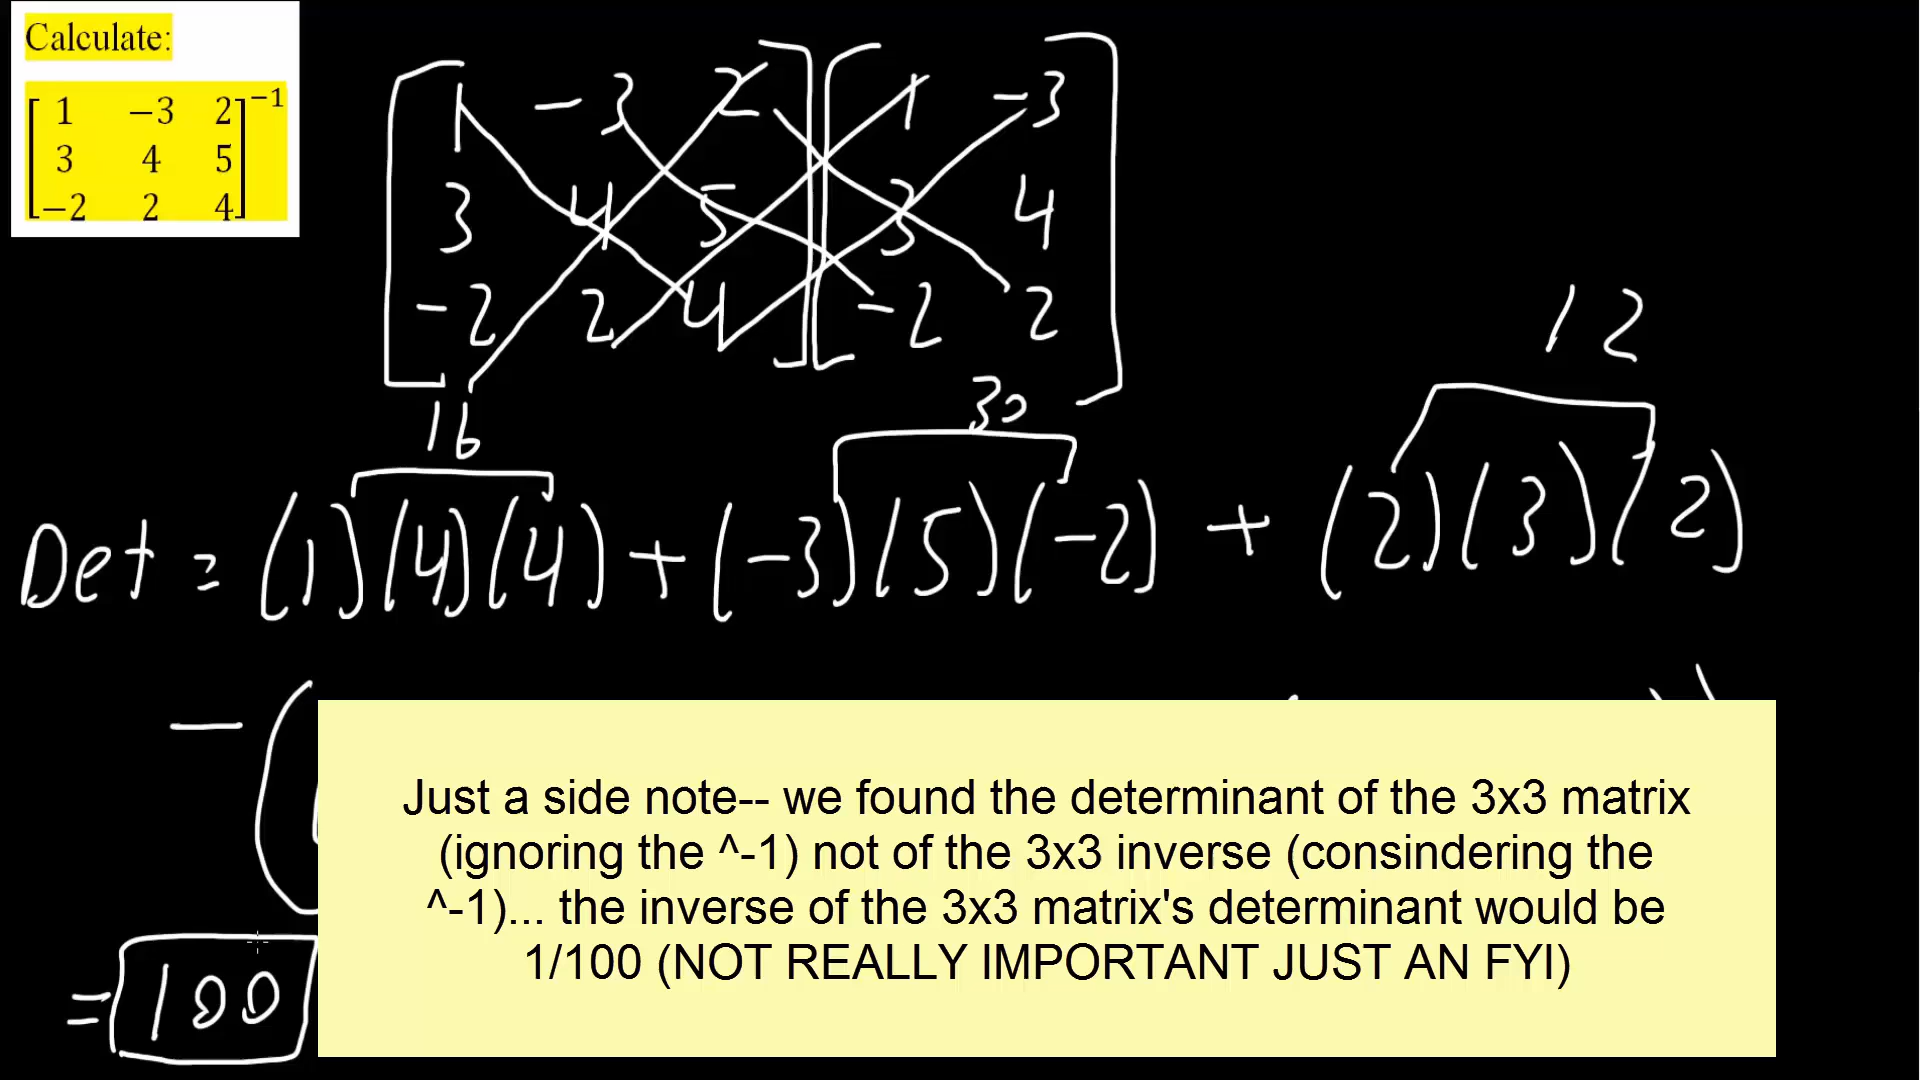 Calculate:
[1 −3 2]^−1
3 4 5
−2 2 4
1 -3 2 1 -3
3 4 5 3 4
-2 2 4 -2 2
16 30 12
Det = (1)(4)(4) + (-3)(5)(-2) + (2)(3)(2)
- (
Just a side note-- we found the determinant of the 3x3 matrix
(ignoring the ^-1) not of the 3x3 inverse (consindering the
^-1)... the inverse of the 3x3 matrix's determinant would be
1/100 (NOT REALLY IMPORTANT JUST AN FYI)
= 100